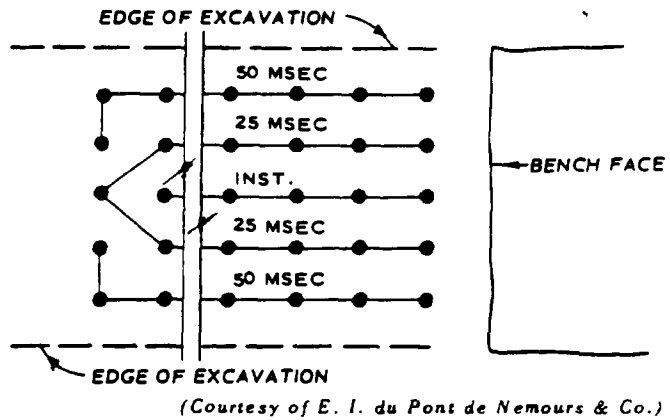 EDGE OF EXCAVATION
50 MSEC
25 MSEC
INST.
BENCH FACE
25 MSEC
50 MSEC
EDGE OF EXCAVATION
(Courtesy of E. I. du Pont de Nemours & Co.)